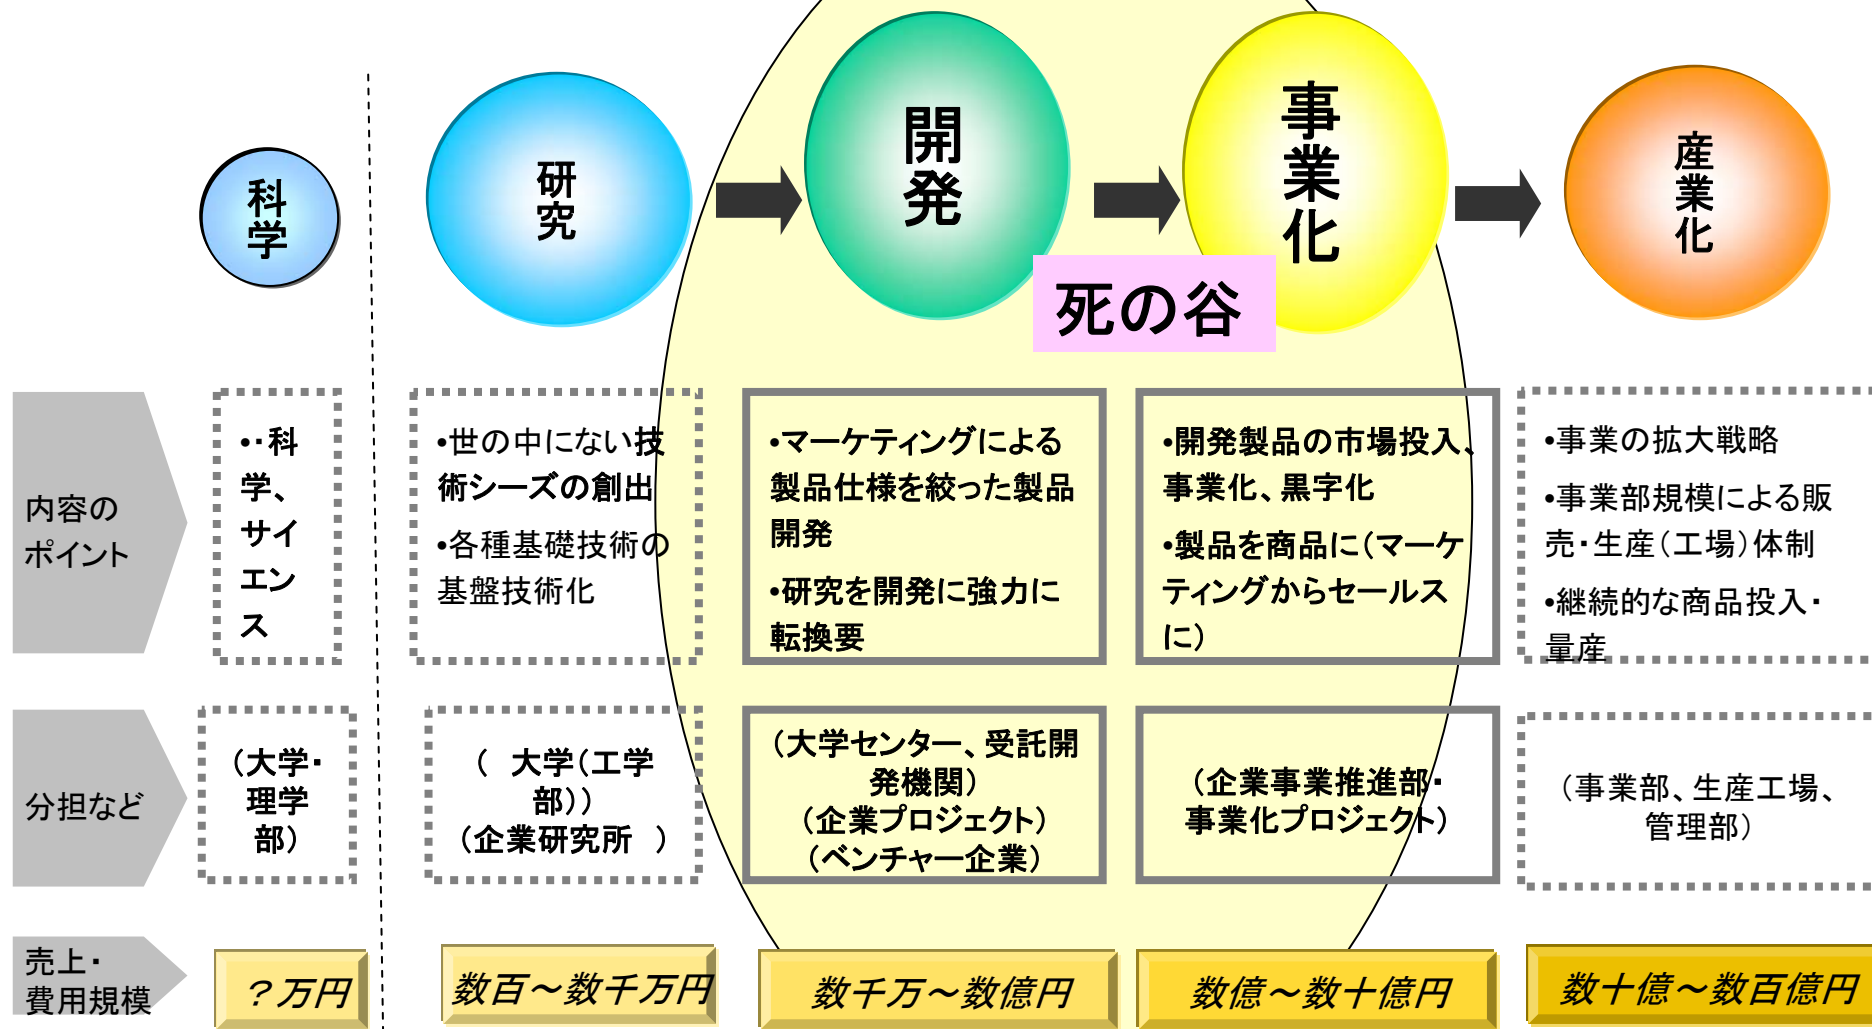 科学
研究
開発
事業化
産業化
死の谷
内容の
ポイント
•・科
学、
サイ
エン
ス
•世の中にない技
術シーズの創出
•各種基礎技術の
基盤技術化
•マーケティングによる
製品仕様を絞った製品
開発
•研究を開発に強力に
転換要
•開発製品の市場投入、
事業化、黒字化
•製品を商品に(マーケ
ティングからセールス
に)
•事業の拡大戦略
•事業部規模による販
売・生産(工場)体制
•継続的な商品投入・
量産
分担など
(大学・
理学
部)
( 大学(工学
部))
(企業研究所 )
(大学センター、受託開
発機関)
(企業プロジェクト)
(ベンチャー企業)
(企業事業推進部・
事業化プロジェクト)
(事業部、生産工場、
管理部)
売上・
費用規模
?万円
数百~数千万円
数千万~数億円
数億~数十億円
数十億~数百億円